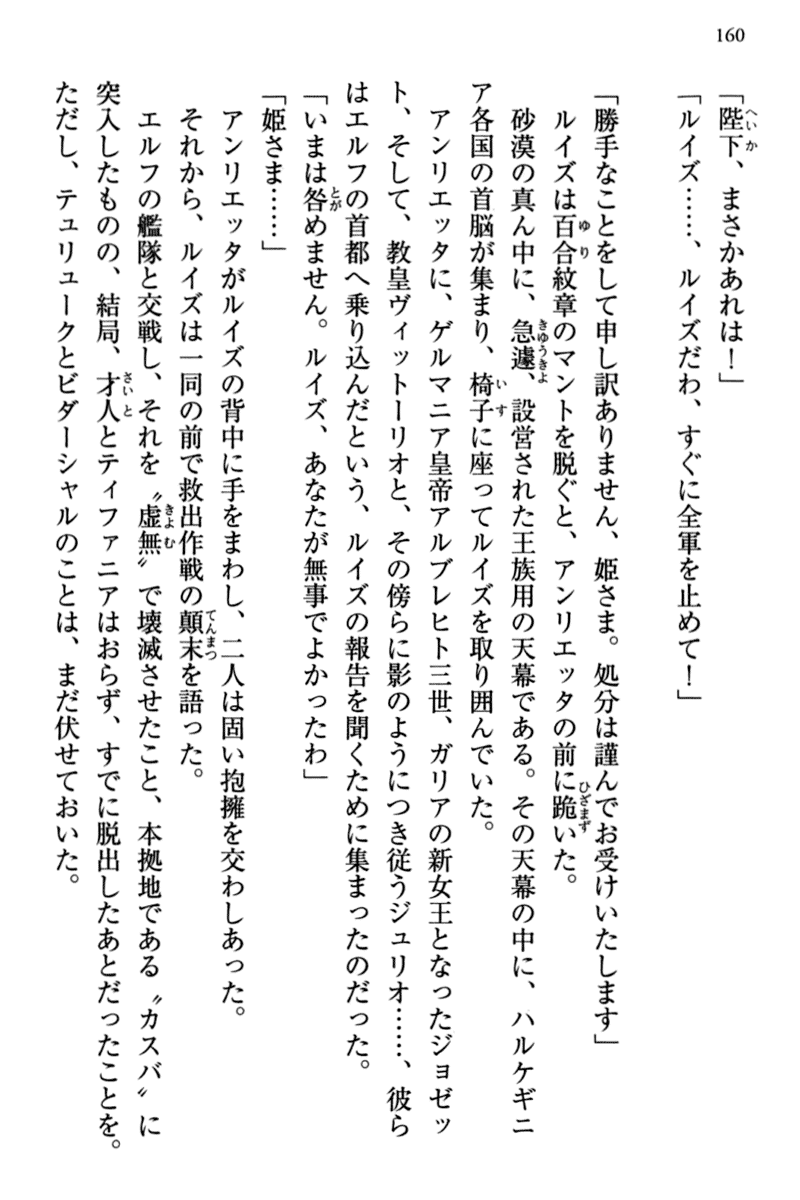 160
「陛下、まさかあれは！」
「ルイズ……、ルイズだわ、すぐに全軍を止めて！」
「勝手なことをして申し訳ありません、姫さま。処分は謹んでお受けいたします」
ルイズは百合紋章のマントを脱ぐと、アンリエッタの前に跪いた。
砂漠の真ん中に、急遽、設営された王族用の天幕である。その天幕の中に、ハルケギニ
ア各国の首脳が集まり、椅子に座ってルイズを取り囲んでいた。
アンリエッタに、ゲルマニア皇帝アルブレヒト三世、ガリアの新女王となったジョゼッ
ト、そして、教皇ヴィットーリオと、その傍らに影のようにつき従うジュリオ……、彼ら
はエルフの首都へ乗り込んだという、ルイズの報告を聞くために集まったのだった。
「いまは咎めません。ルイズ、あなたが無事でよかったわ」
「姫さま……」
アンリエッタがルイズの背中に手をまわし、二人は固い抱擁を交わしあった。
それから、ルイズは一同の前で救出作戦の顛末を語った。
エルフの艦隊と交戦し、それを〝虚無〟で壊滅させたこと、本拠地である〝カスバ〟に
突入したものの、結局、才人とティファニアはおらず、すでに脱出したあとだったことを。
ただし、テュリュークとビダーシャルのことは、まだ伏せておいた。